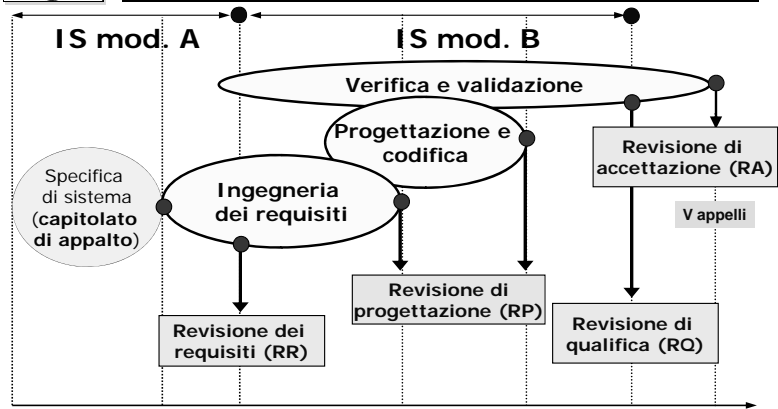 IS mod. A
IS mod. B
Verifica e validazione
Progettazione e
codifica
Revisione di
accettazione (RA)
Specifica
di sistema
(capitolato
di appalto)
Ingegneria
dei requisiti
V appelli
Revisione di
progettazione (RP)
Revisione dei
requisiti (RR)
Revisione di
qualifica (RQ)